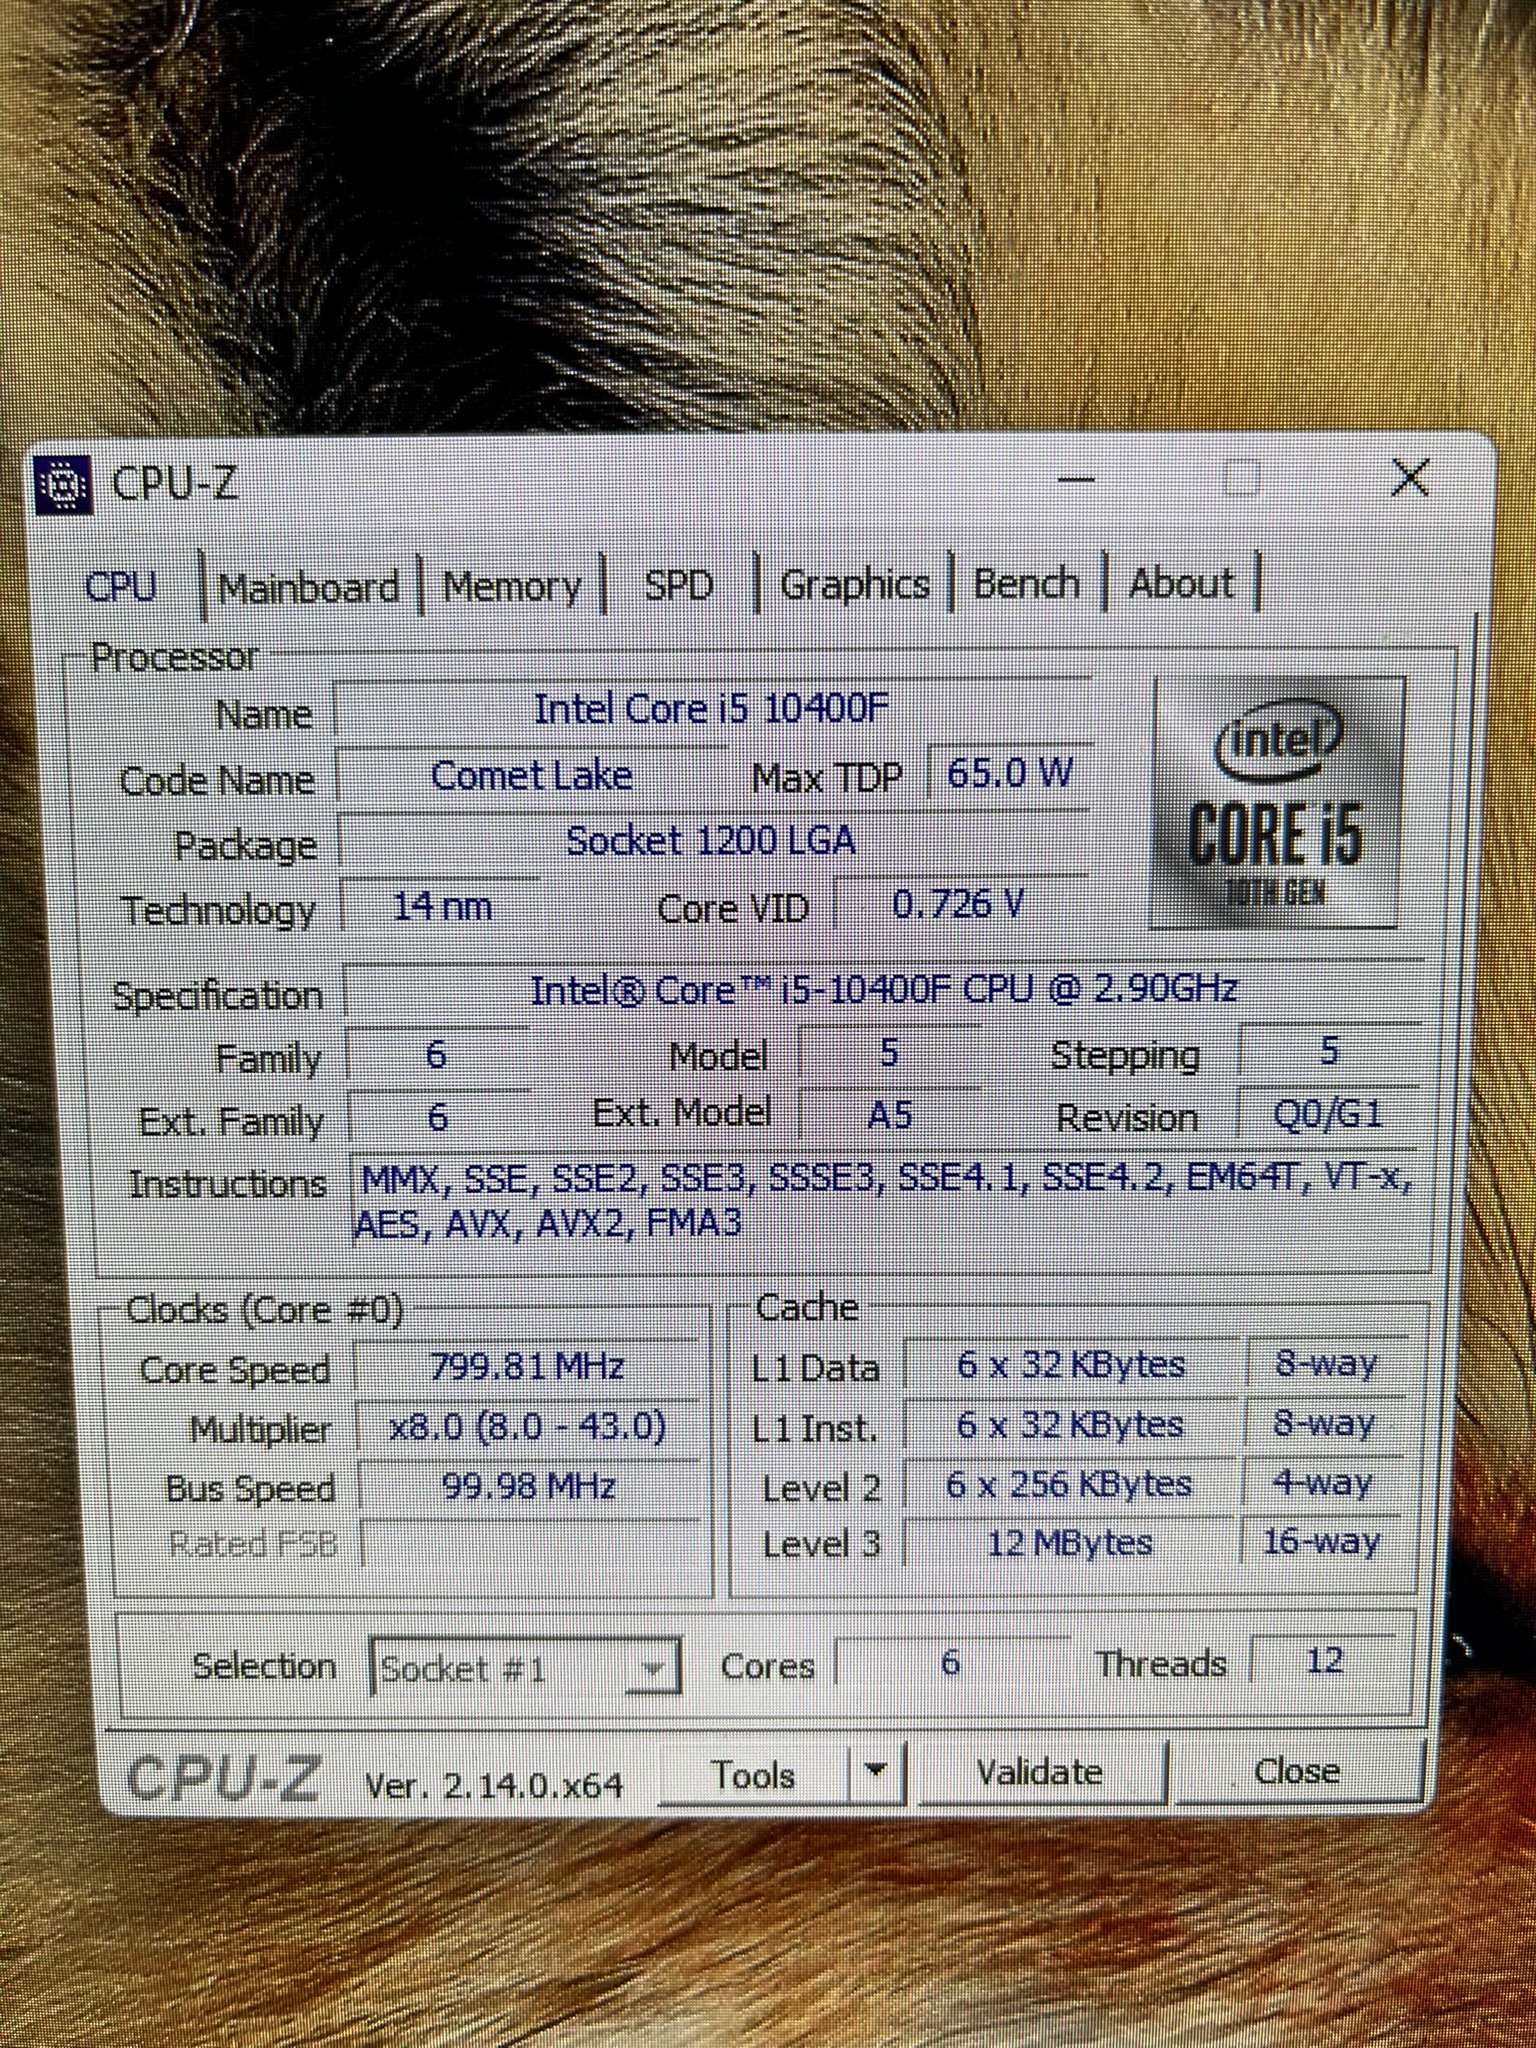 CPU-Z
CPU Mainboard Memory SPD Graphics Bench About
Processor
Name Intel Core i5 10400F
Code Name Comet Lake Max TDP 65.0 W
Package Socket 1200 LGA
Technology 14 nm Core VID 0.726 V
intel
CORE i5
10TH GEN
Specification Intel® Core™ i5-10400F CPU @ 2.90GHz
Family 6 Model 5 Stepping 5
Ext. Family 6 Ext. Model A5 Revision Q0/G1
Instructions MMX, SSE, SSE2, SSE3, SSSE3, SSE4.1, SSE4.2, EM64T, VT-x,
AES, AVX, AVX2, FMA3
Clocks (Core #0)
Core Speed 799.81 MHz
Multiplier x8.0 (8.0 - 43.0)
Bus Speed 99.98 MHz
Rated FSB
Cache
L1 Data 6 x 32 KBytes 8-way
L1 Inst. 6 x 32 KBytes 8-way
Level 2 6 x 256 KBytes 4-way
Level 3 12 MBytes 16-way
Selection Socket #1 Cores 6 Threads 12
CPU-Z Ver. 2.14.0.x64 Tools Validate Close